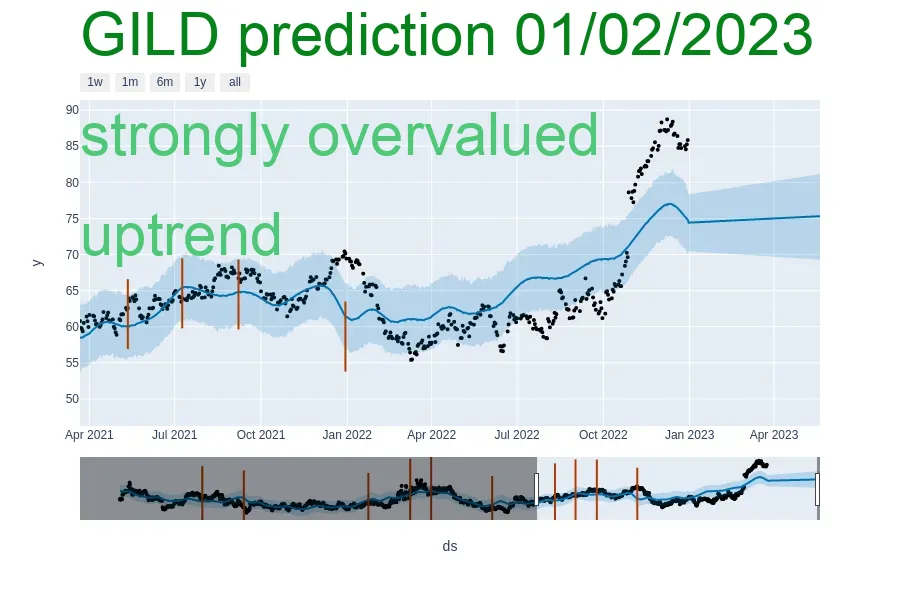 GILD prediction 01/02/2023
1w 1m 6m 1y all
strongly overvalued
uptrend
90
85
80
75
70
65
60
55
50
y
Apr 2021 Jul 2021 Oct 2021 Jan 2022 Apr 2022 Jul 2022 Oct 2022 Jan 2023 Apr 2023
ds